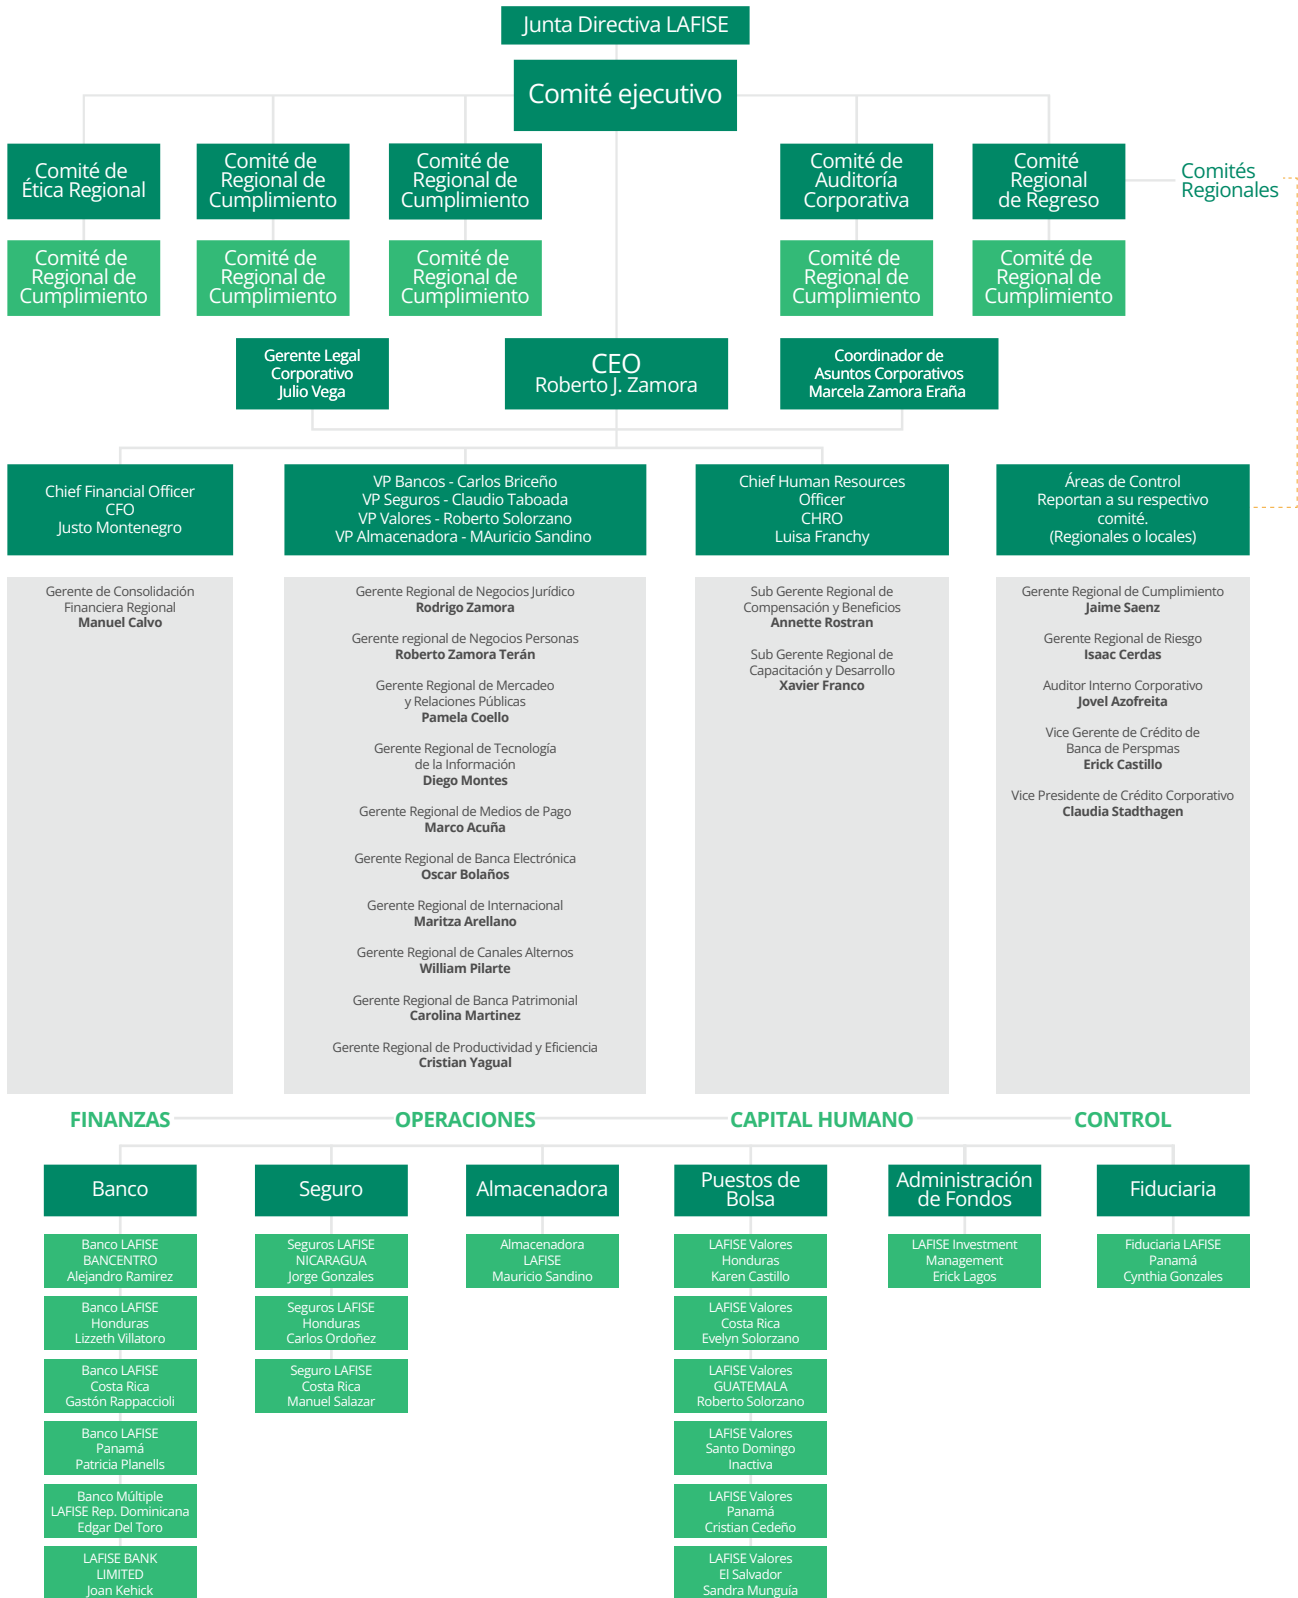 Junta Directiva LAFISE
Comité ejecutivo
Comité de
Ética Regional
Comité de
Regional de
Cumplimiento
Comité de
Regional de
Cumplimiento
Comité de
Auditoría
Corporativa
Comité
Regional
de Regreso
Comités
Regionales
Comité de
Regional de
Cumplimiento
Comité de
Regional de
Cumplimiento
Comité de
Regional de
Cumplimiento
Comité de
Regional de
Cumplimiento
Comité de
Regional de
Cumplimiento
Gerente Legal
Corporativo
Julio Vega
CEO
Roberto J. Zamora
Coordinador de
Asuntos Corporativos
Marcela Zamora Eraña
Chief Financial Officer
CFO
Justo Montenegro
VP Bancos - Carlos Briceño
VP Seguros - Claudio Taboada
VP Valores - Roberto Solorzano
VP Almacenadora - MAuricio Sandino
Chief Human Resources
Officer
CHRO
Luisa Franchy
Áreas de Control
Reportan a su respectivo
comité.
(Regionales o locales)
Gerente de Consolidación
Financiera Regional
Manuel Calvo
Gerente Regional de Negocios Jurídico
Rodrigo Zamora
Gerente regional de Negocios Personas
Roberto Zamora Terán
Gerente Regional de Mercadeo
y Relaciones Públicas
Pamela Coello
Gerente Regional de Tecnología
de la Información
Diego Montes
Gerente Regional de Medios de Pago
Marco Acuña
Gerente Regional de Banca Electrónica
Oscar Bolaños
Gerente Regional de Internacional
Maritza Arellano
Gerente Regional de Canales Alternos
William Pilarte
Gerente Regional de Banca Patrimonial
Carolina Martinez
Gerente Regional de Productividad y Eficiencia
Cristian Yagual
Sub Gerente Regional de
Compensación y Beneficios
Annette Rostran
Sub Gerente Regional de
Capacitación y Desarrollo
Xavier Franco
Gerente Regional de Cumplimiento
Jaime Saenz
Gerente Regional de Riesgo
Isaac Cerdas
Auditor Interno Corporativo
Jovel Azofreita
Vice Gerente de Crédito de
Banca de Perspmas
Erick Castillo
Vice Presidente de Crédito Corporativo
Claudia Stadthagen
FINANZAS
OPERACIONES
CAPITAL HUMANO
CONTROL
Banco
Banco LAFISE
BANCENTRO
Alejandro Ramirez
Banco LAFISE
Honduras
Lizzeth Villatoro
Banco LAFISE
Costa Rica
Gastón Rappaccioli
Banco LAFISE
Panamá
Patricia Planells
Banco Múltiple
LAFISE Rep. Dominicana
Edgar Del Toro
LAFISE BANK
LIMITED
Joan Kehick
Seguro
Seguros LAFISE
NICARAGUA
Jorge Gonzales
Seguros LAFISE
Honduras
Carlos Ordoñez
Seguro LAFISE
Costa Rica
Manuel Salazar
Almacenadora
Almacenadora
LAFISE
Mauricio Sandino
Puestos de
Bolsa
LAFISE Valores
Honduras
Karen Castillo
LAFISE Valores
Costa Rica
Evelyn Solorzano
LAFISE Valores
GUATEMALA
Roberto Solorzano
LAFISE Valores
Santo Domingo
Inactiva
LAFISE Valores
Panamá
Cristian Cedeño
LAFISE Valores
El Salvador
Sandra Munguía
Administración
de Fondos
LAFISE Investment
Management
Erick Lagos
Fiduciaria
Fiduciaria LAFISE
Panamá
Cynthia Gonzales